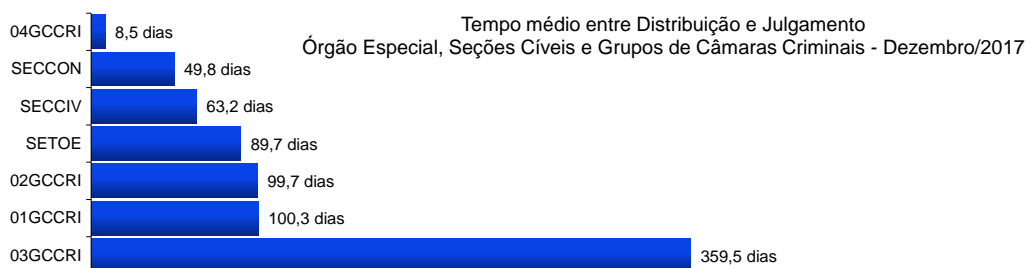 Tempo médio entre Distribuição e Julgamento
Órgão Especial, Seções Cíveis e Grupos de Câmaras Criminais - Dezembro/2017
04GCCRI 8,5 dias
SECCON 49,8 dias
SECCIV 63,2 dias
SETOE 89,7 dias
02GCCRI 99,7 dias
01GCCRI 100,3 dias
03GCCRI 359,5 dias